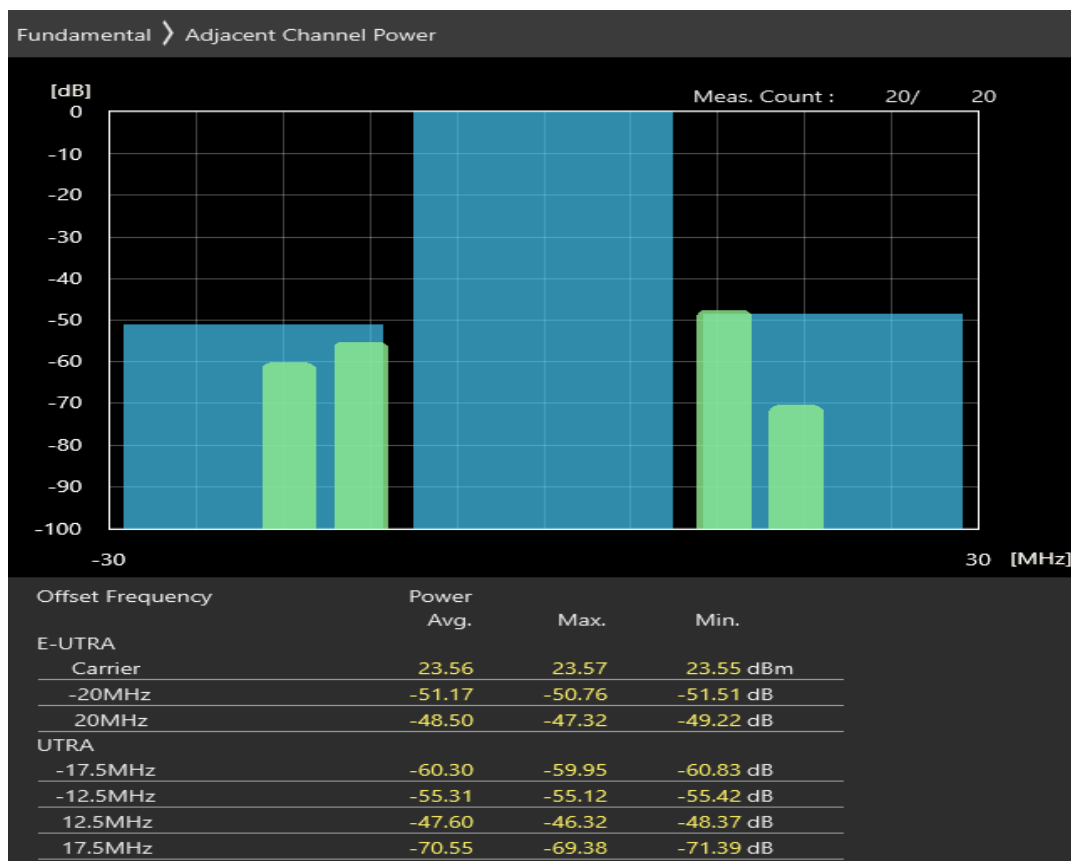 Fundamental 〉 Adjacent Channel Power
[dB]
Meas. Count : 20/ 20
0
-10
-20
-30
-40
-50
-60
-70
-80
-90
-100
-30 30 [MHz]
Offset Frequency Power
Avg. Max. Min.
E-UTRA
Carrier 23.56 23.57 23.55 dBm
-20MHz -51.17 -50.76 -51.51 dB
20MHz -48.50 -47.32 -49.22 dB
UTRA
-17.5MHz -60.30 -59.95 -60.83 dB
-12.5MHz -55.31 -55.12 -55.42 dB
12.5MHz -47.60 -46.32 -48.37 dB
17.5MHz -70.55 -69.38 -71.39 dB